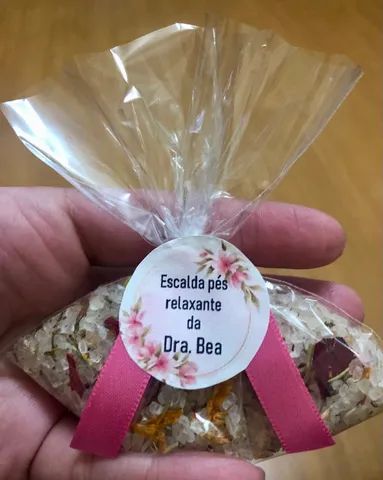 Escalda pés
relaxante
da
Dra. Bea